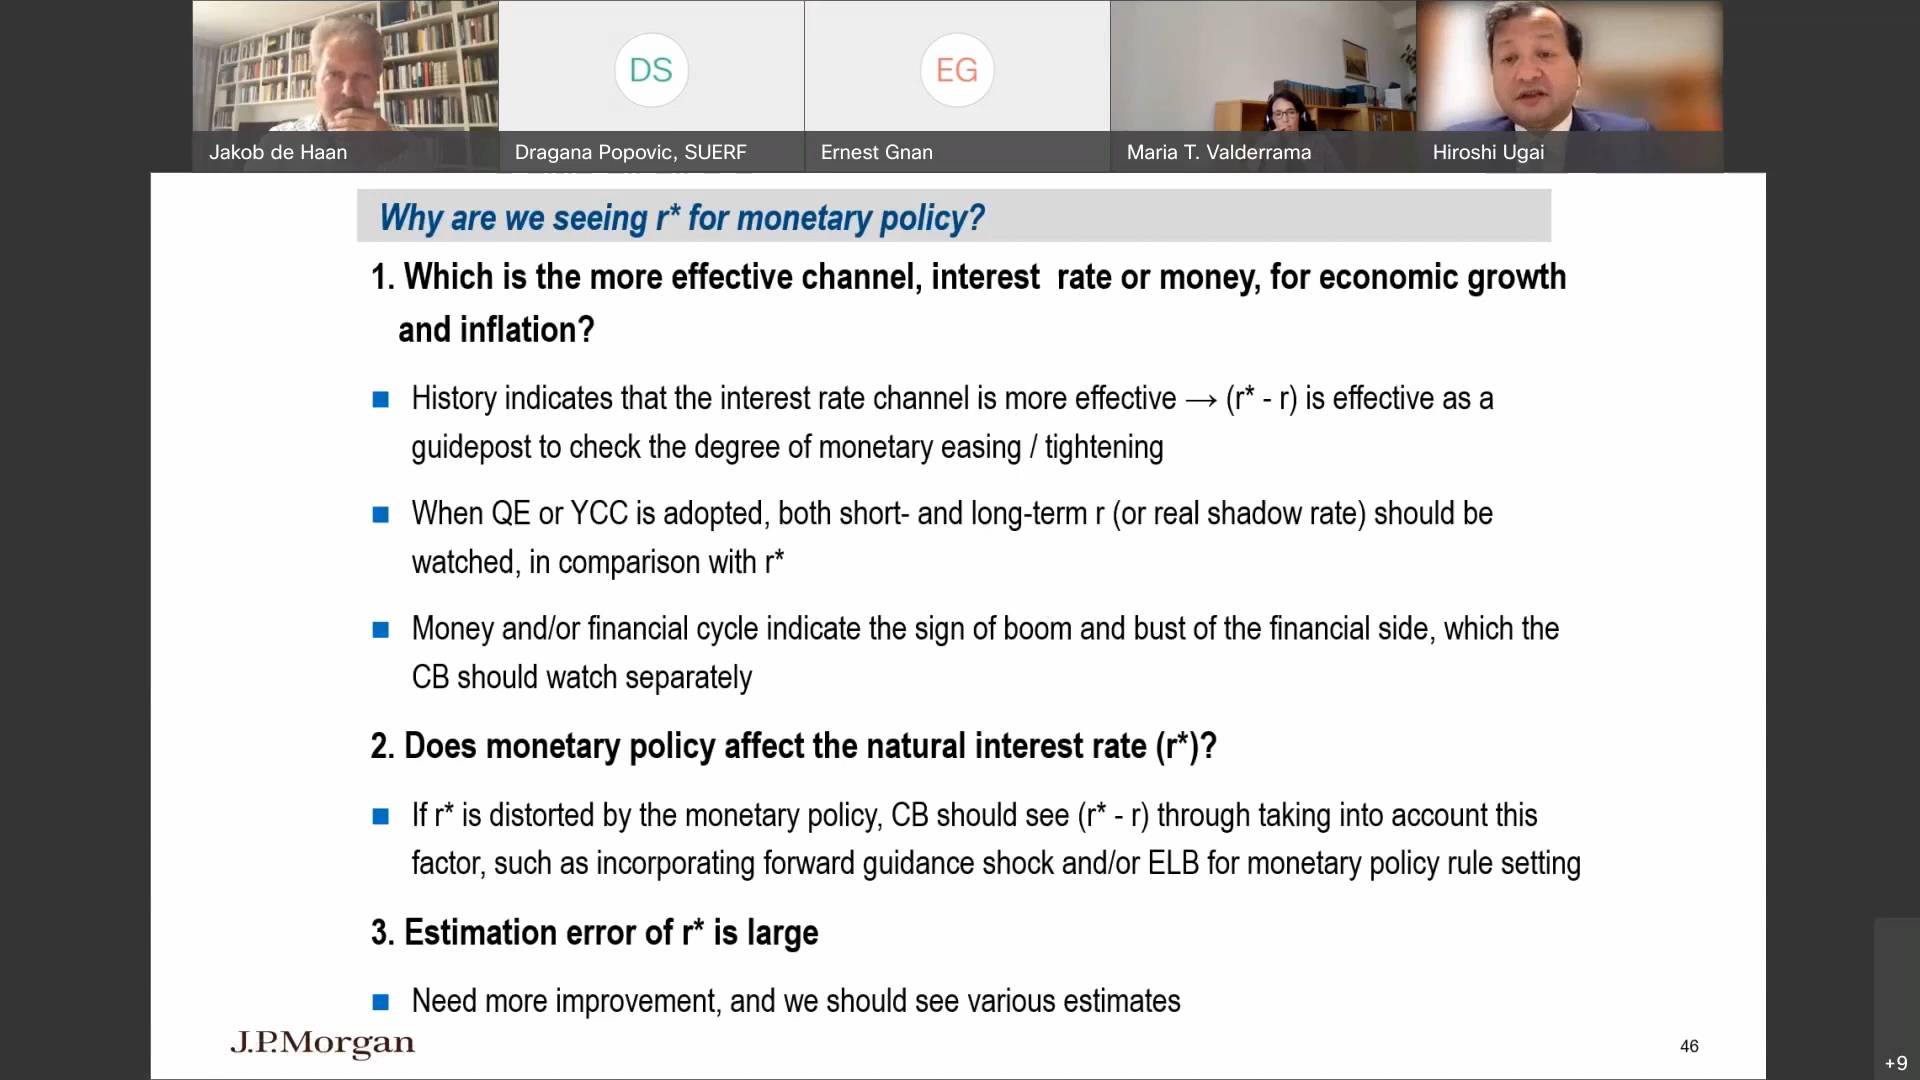 DS
EG
Jakob de Haan
Dragana Popovic, SUERF
Ernest Gnan
Maria T. Valderrama
Hiroshi Ugai
Why are we seeing r* for monetary policy?
1. Which is the more effective channel, interest rate or money, for economic growth
and inflation?
History indicates that the interest rate channel is more effective → (r* - r) is effective as a
guidepost to check the degree of monetary easing / tightening
When QE or YCC is adopted, both short- and long-term r (or real shadow rate) should be
watched, in comparison with r*
Money and/or financial cycle indicate the sign of boom and bust of the financial side, which the
CB should watch separately
2. Does monetary policy affect the natural interest rate (r*)?
If r* is distorted by the monetary policy, CB should see (r* - r) through taking into account this
factor, such as incorporating forward guidance shock and/or ELB for monetary policy rule setting
3. Estimation error of r* is large
Need more improvement, and we should see various estimates
J.P.Morgan
46
+9